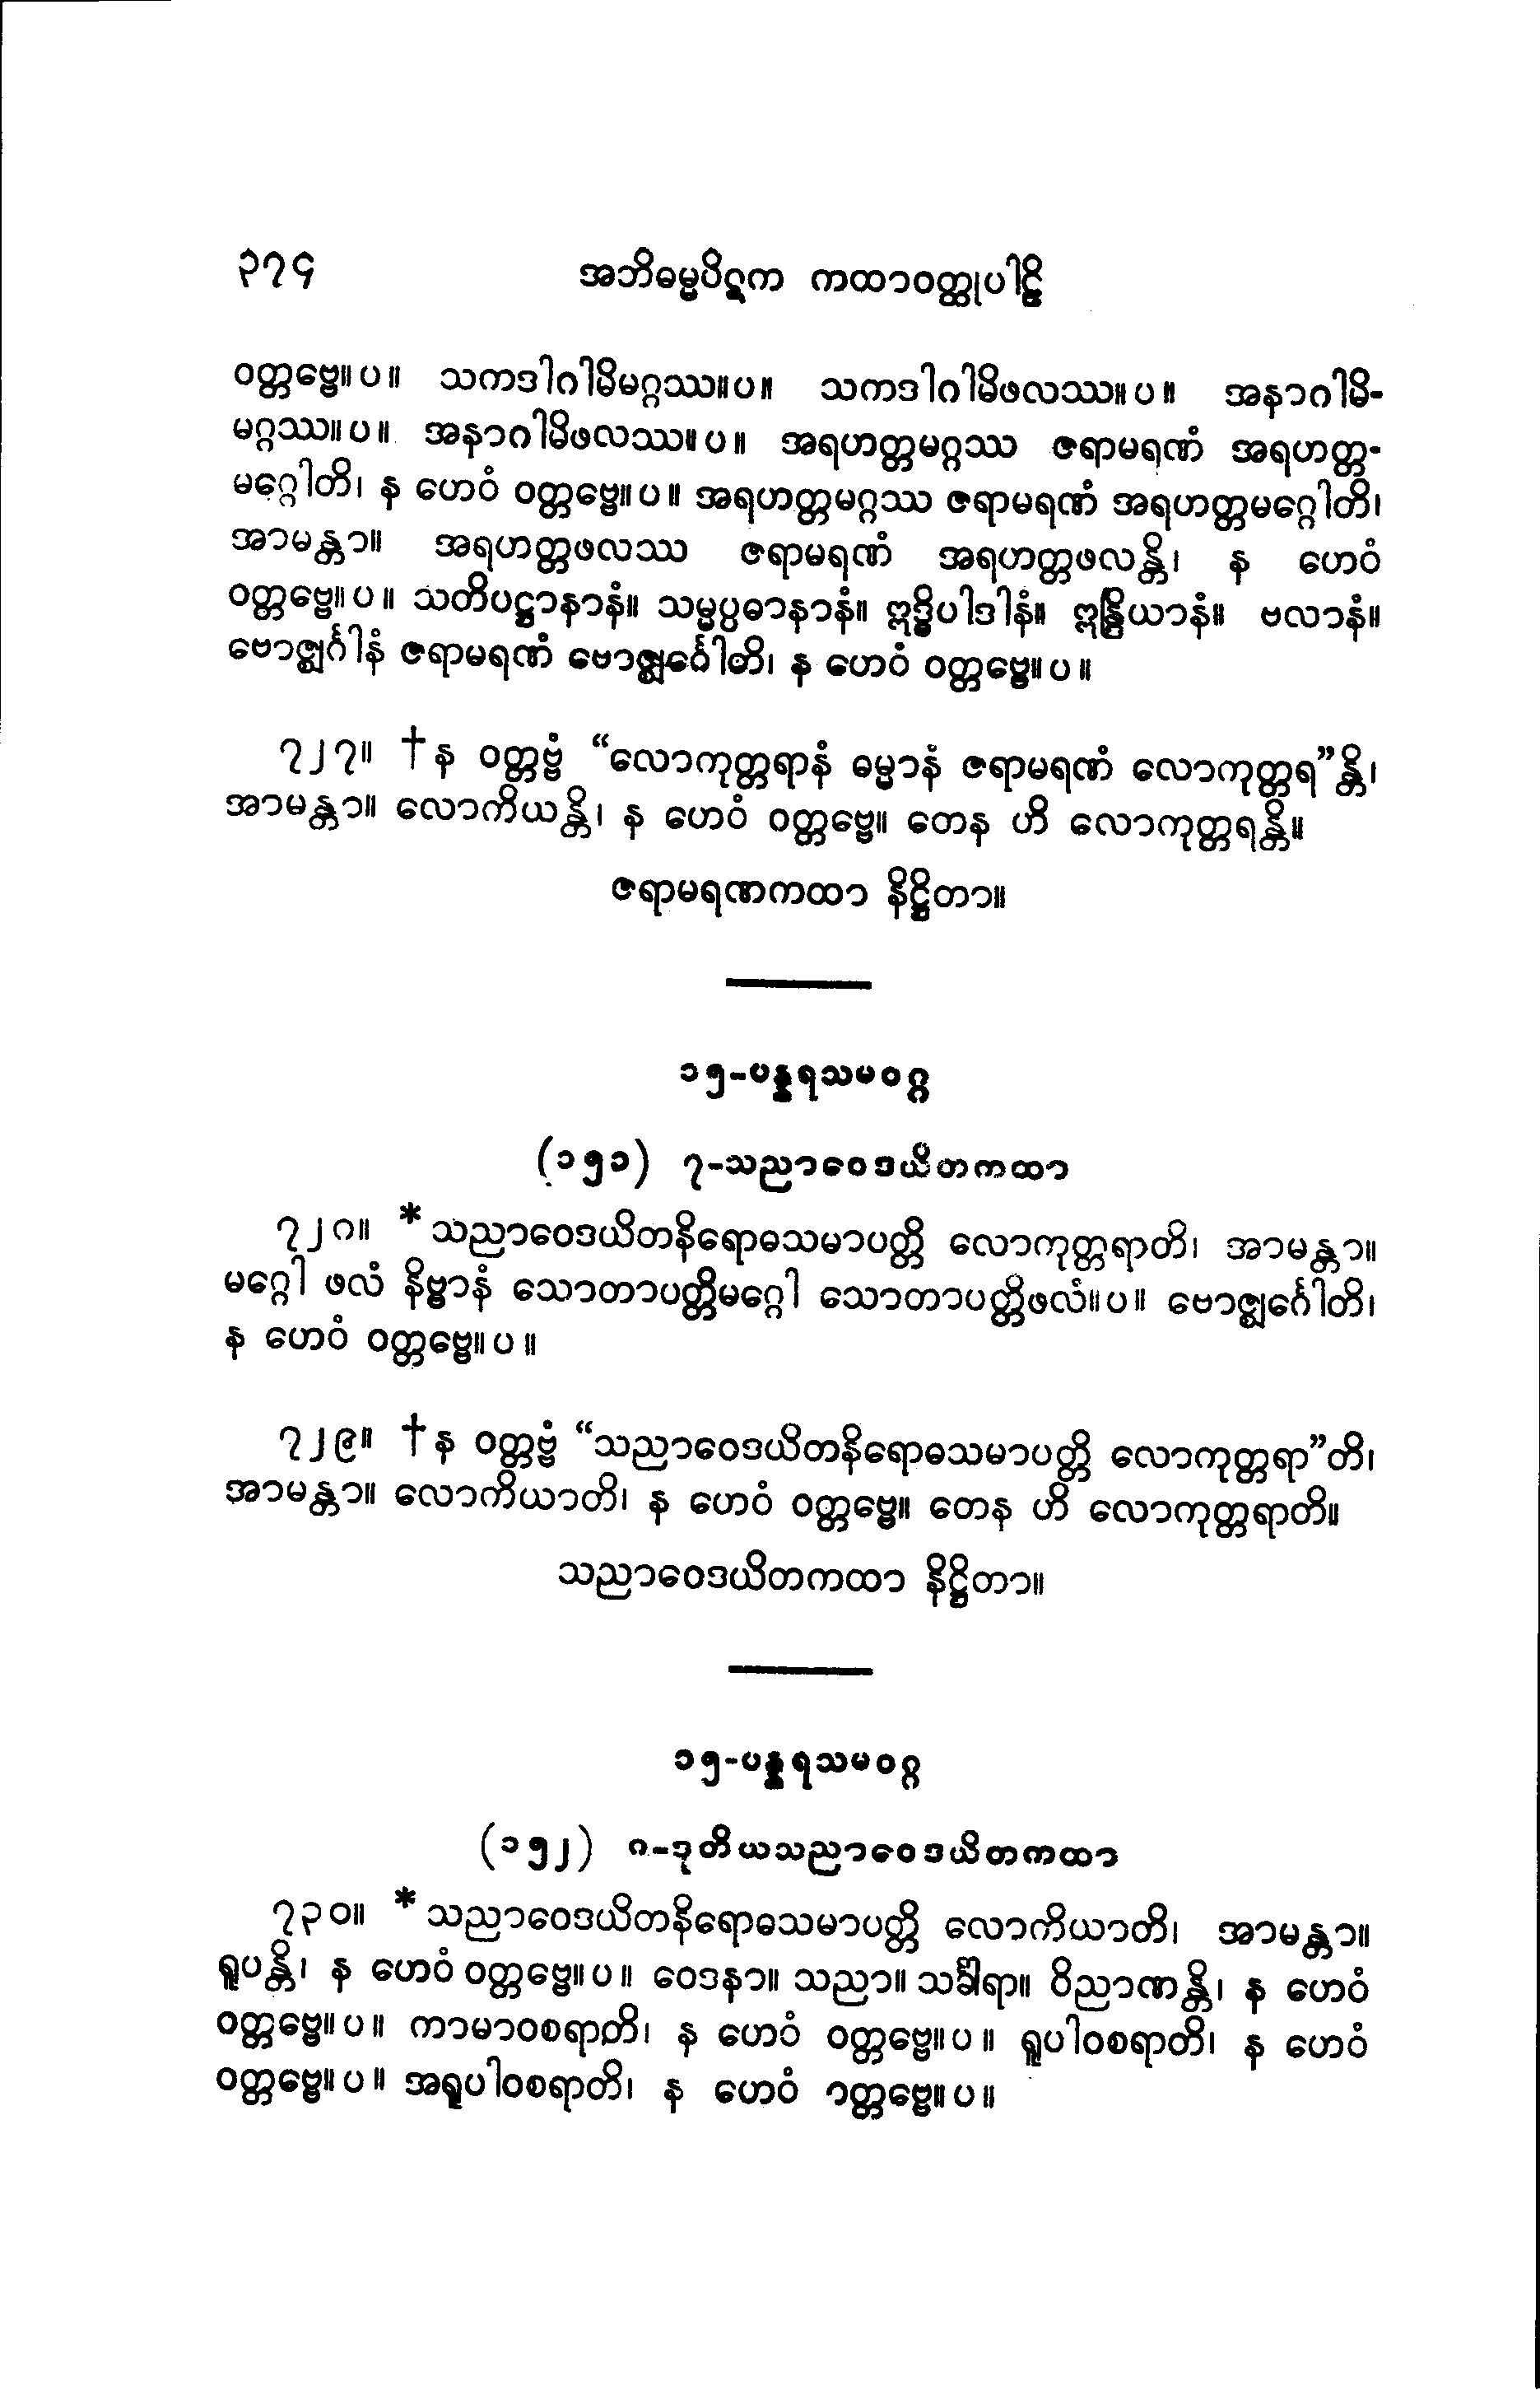 ၃၇၄ အဘိဓမ္မပိဋက ကထာဝတ္ထုပါဠိ
ဝတ္တဗ္ဗေ။ပ။ သကဒါဂါမိမဂ္ဂဿ။ပ။ သကဒါဂါမိဖလဿ။ပ။ အနာဂါမိ-
မဂ္ဂဿ။ပ။ အနာဂါမိဖလဿ။ပ။ အရဟတ္တမဂ္ဂဿ ဇရာမရဏံ အရဟတ္တ-
မဂ္ဂေါတိ၊ န ဟေဝံ ဝတ္တဗ္ဗေ။ပ။ အရဟတ္တမဂ္ဂဿ ဇရာမရဏံ အရဟတ္တမဂ္ဂေါတိ၊
အာမန္တာ။ အရဟတ္တဖလဿ ဇရာမရဏံ အရဟတ္တဖလန္တိ၊ န ဟေဝံ
ဝတ္တဗ္ဗေ။ပ။ သတိပဋ္ဌာနာနံ။ သမ္မပ္ပဓာနာနံ။ ဣဒ္ဓိပါဒါနံ။ ဣန္ဒြိယာနံ။ ဗလာနံ။
ဗောဇ္ဈင်္ဂါနံ ဇရာမရဏံ ဗောဇ္ဈင်္ဂေါတိ၊ န ဟေဝံ ဝတ္တဗ္ဗေ။ပ။
၇၂၇။ †န ဝတ္တဗ္ဗံ “လောကုတ္တရာနံ ဓမ္မာနံ ဇရာမရဏံ လောကုတ္တရ”န္တိ၊
အာမန္တာ။ လောကိယန္တိ၊ န ဟေဝံ ဝတ္တဗ္ဗေ။ တေန ဟိ လောကုတ္တရန္တိ။
ဇရာမရဏကထာ နိဋ္ဌိတာ။
၁၅-ပန္နရသမဝဂ္ဂ
(၁၅၁) ၇-သညာဝေဒယိတကထာ
၇၂၈။ *သညာဝေဒယိတနိရောဓသမာပတ္တိ လောကုတ္တရာတိ၊ အာမန္တာ။
မဂ္ဂေါ ဖလံ နိဗ္ဗာနံ သောတာပတ္တိမဂ္ဂေါ သောတာပတ္တိဖလံ။ပ။ ဗောဇ္ဈင်္ဂေါတိ၊
န ဟေဝံ ဝတ္တဗ္ဗေ။ပ။
၇၂၉။ †န ဝတ္တဗ္ဗံ “သညာဝေဒယိတနိရောဓသမာပတ္တိ လောကုတ္တရာ”တိ၊
အာမန္တာ။ လောကိယာတိ၊ န ဟေဝံ ဝတ္တဗ္ဗေ။ တေန ဟိ လောကုတ္တရာတိ။
သညာဝေဒယိတကထာ နိဋ္ဌိတာ။
၁၅-ပန္နရသမဝဂ္ဂ
(၁၅၂) ၈-ဒုတိယသညာဝေဒယိတကထာ
၇၃၀။ *သညာဝေဒယိတနိရောဓသမာပတ္တိ လောကိယာတိ၊ အာမန္တာ။
ရူပန္တိ၊ န ဟေဝံ ဝတ္တဗ္ဗေ။ပ။ ဝေဒနာ။ သညာ။ သင်္ခါရာ။ ဝိညာဏန္တိ၊ န ဟေဝံ
ဝတ္တဗ္ဗေ။ပ။ ကာမာဝစရာတိ၊ န ဟေဝံ ဝတ္တဗ္ဗေ။ပ။ ရူပါဝစရာတိ၊ န ဟေဝံ
ဝတ္တဗ္ဗေ။ပ။ အရူပါဝစရာတိ၊ န ဟေဝံ ဝတ္တဗ္ဗေ။ပ။